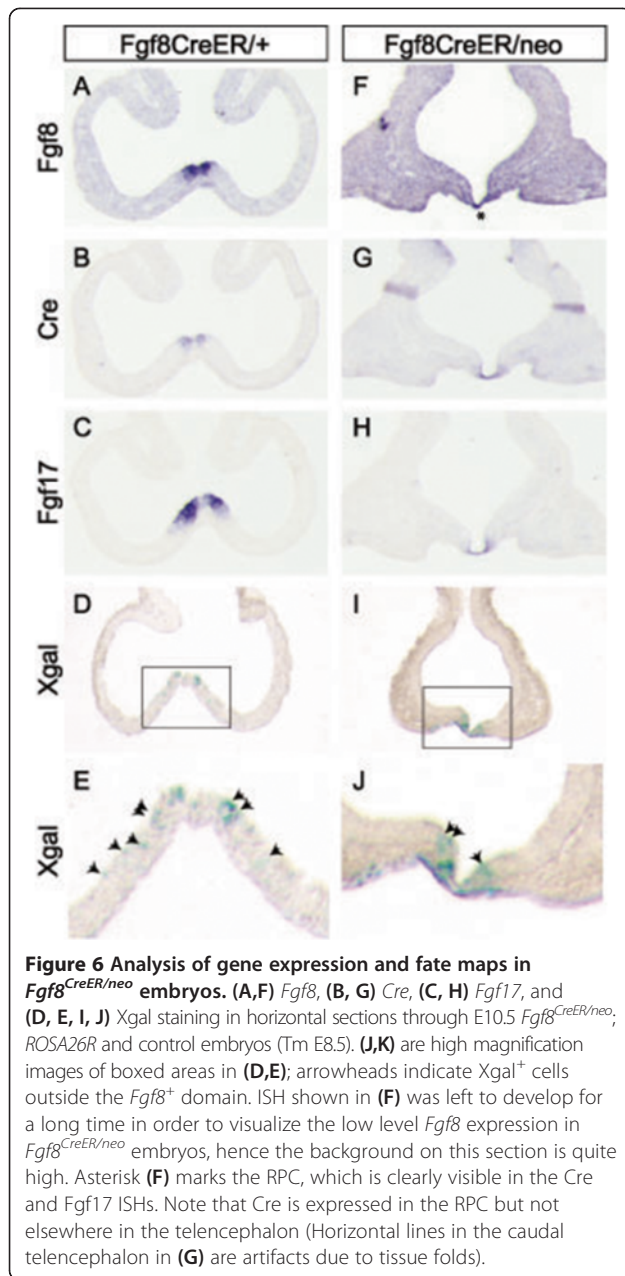 Fgf8CreER/+
Fgf8CreER/neo
A
F
Fgf8
*
B
G
Cre
C
H
Fgf17
D
I
Xgal
E
J
Xgal
Figure 6 Analysis of gene expression and fate maps in
Fgf8CreER/neo embryos. (A,F) Fgf8, (B, G) Cre, (C, H) Fgf17, and
(D, E, I, J) Xgal staining in horizontal sections through E10.5 Fgf8CreER/neo;
ROSA26R and control embryos (Tm E8.5). (J,K) are high magnification
images of boxed areas in (D,E); arrowheads indicate Xgal+ cells
outside the Fgf8+ domain. ISH shown in (F) was left to develop for
a long time in order to visualize the low level Fgf8 expression in
Fgf8CreER/neo embryos, hence the background on this section is quite
high. Asterisk (F) marks the RPC, which is clearly visible in the Cre
and Fgf17 ISHs. Note that Cre is expressed in the RPC but not
elsewhere in the telencephalon (Horizontal lines in the caudal
telencephalon in (G) are artifacts due to tissue folds).